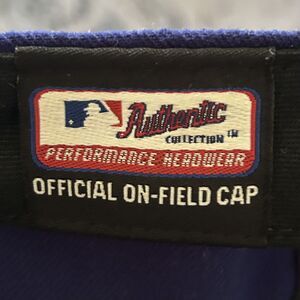 Authentic
COLLECTION™
PERFORMANCE HEADWEAR
OFFICIAL ON-FIELD CAP